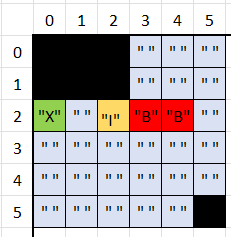 0 1 2 3 4 5
0 " " " " " "
1 " " " " " "
2 "X" " " "I" "B" "B" " "
3 " " " " " " " " " " " "
4 " " " " " " " " " " " "
5 " " " " " " " " " "